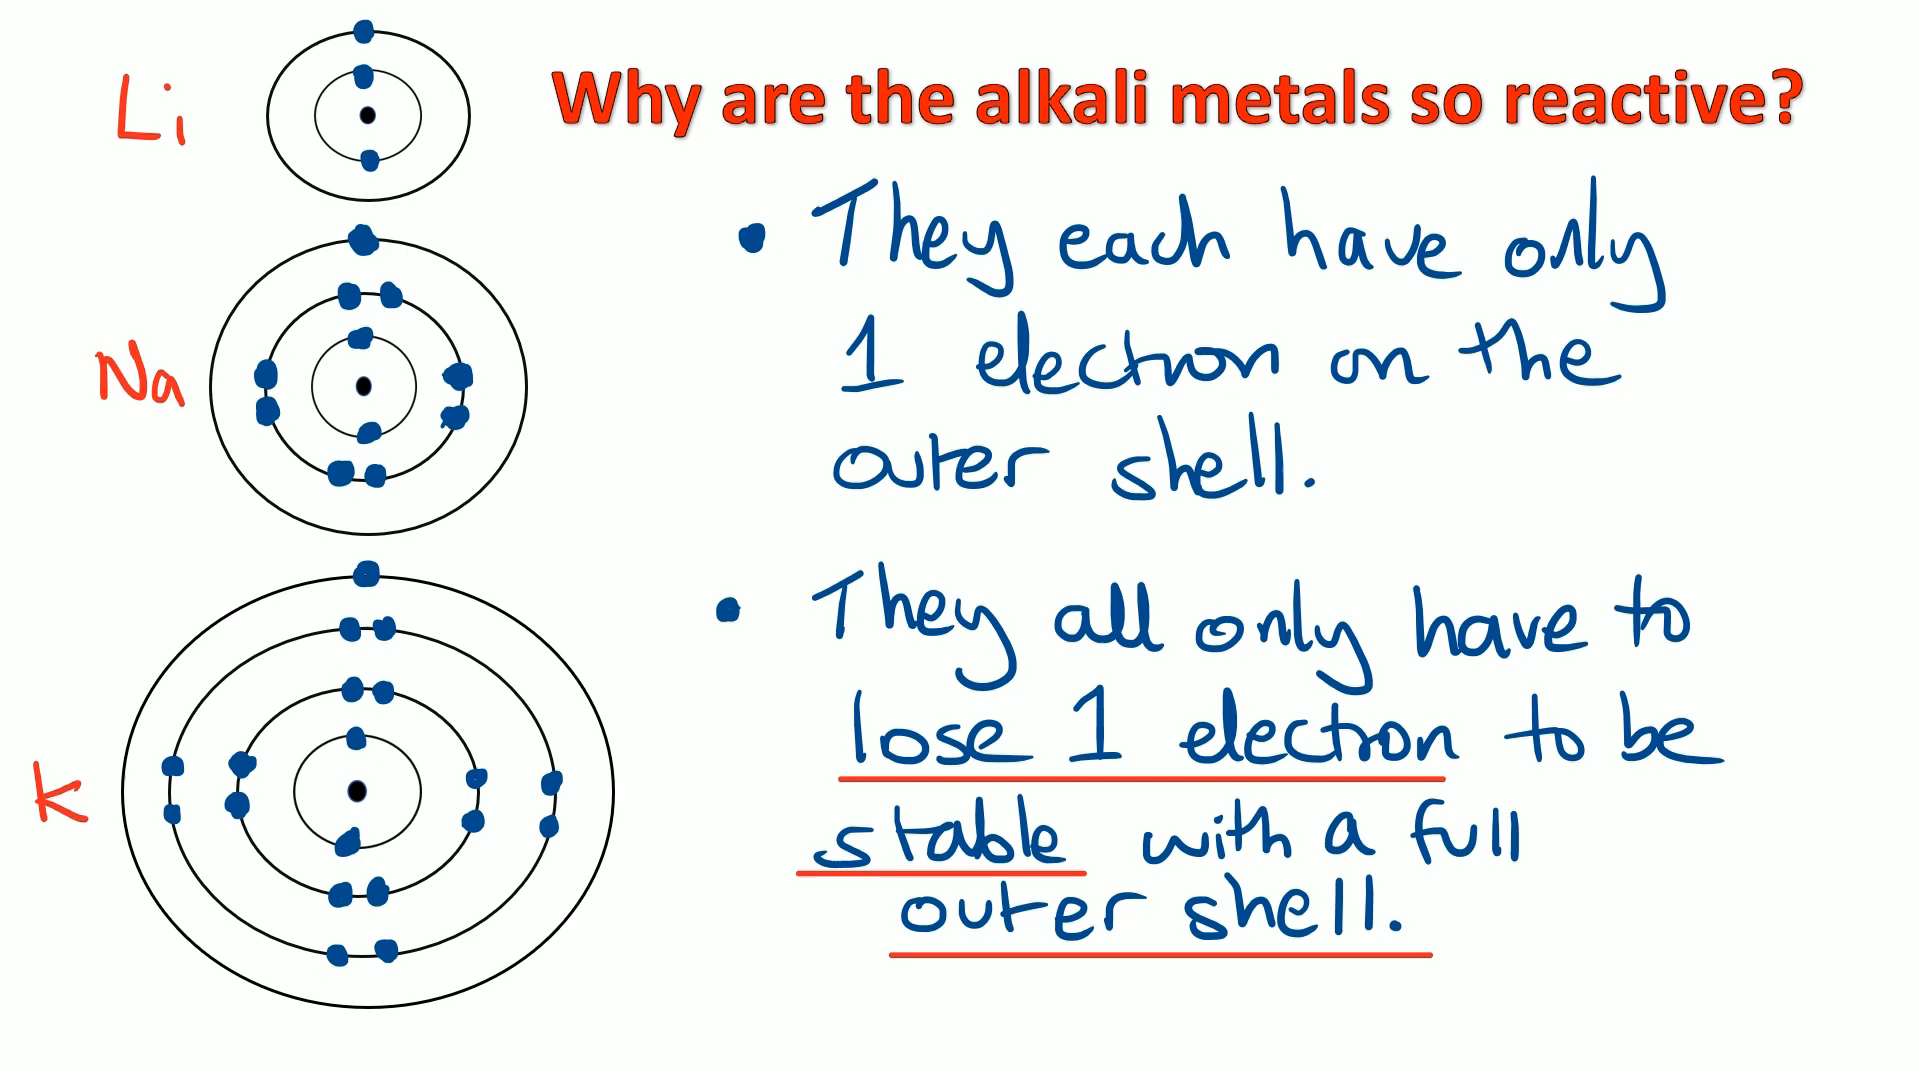 Why are the alkali metals so reactive?
Li
Na
K
• They each have only
1 electron on the
outer shell.
• They all only have to
lose 1 electron to be
stable with a full
outer shell.